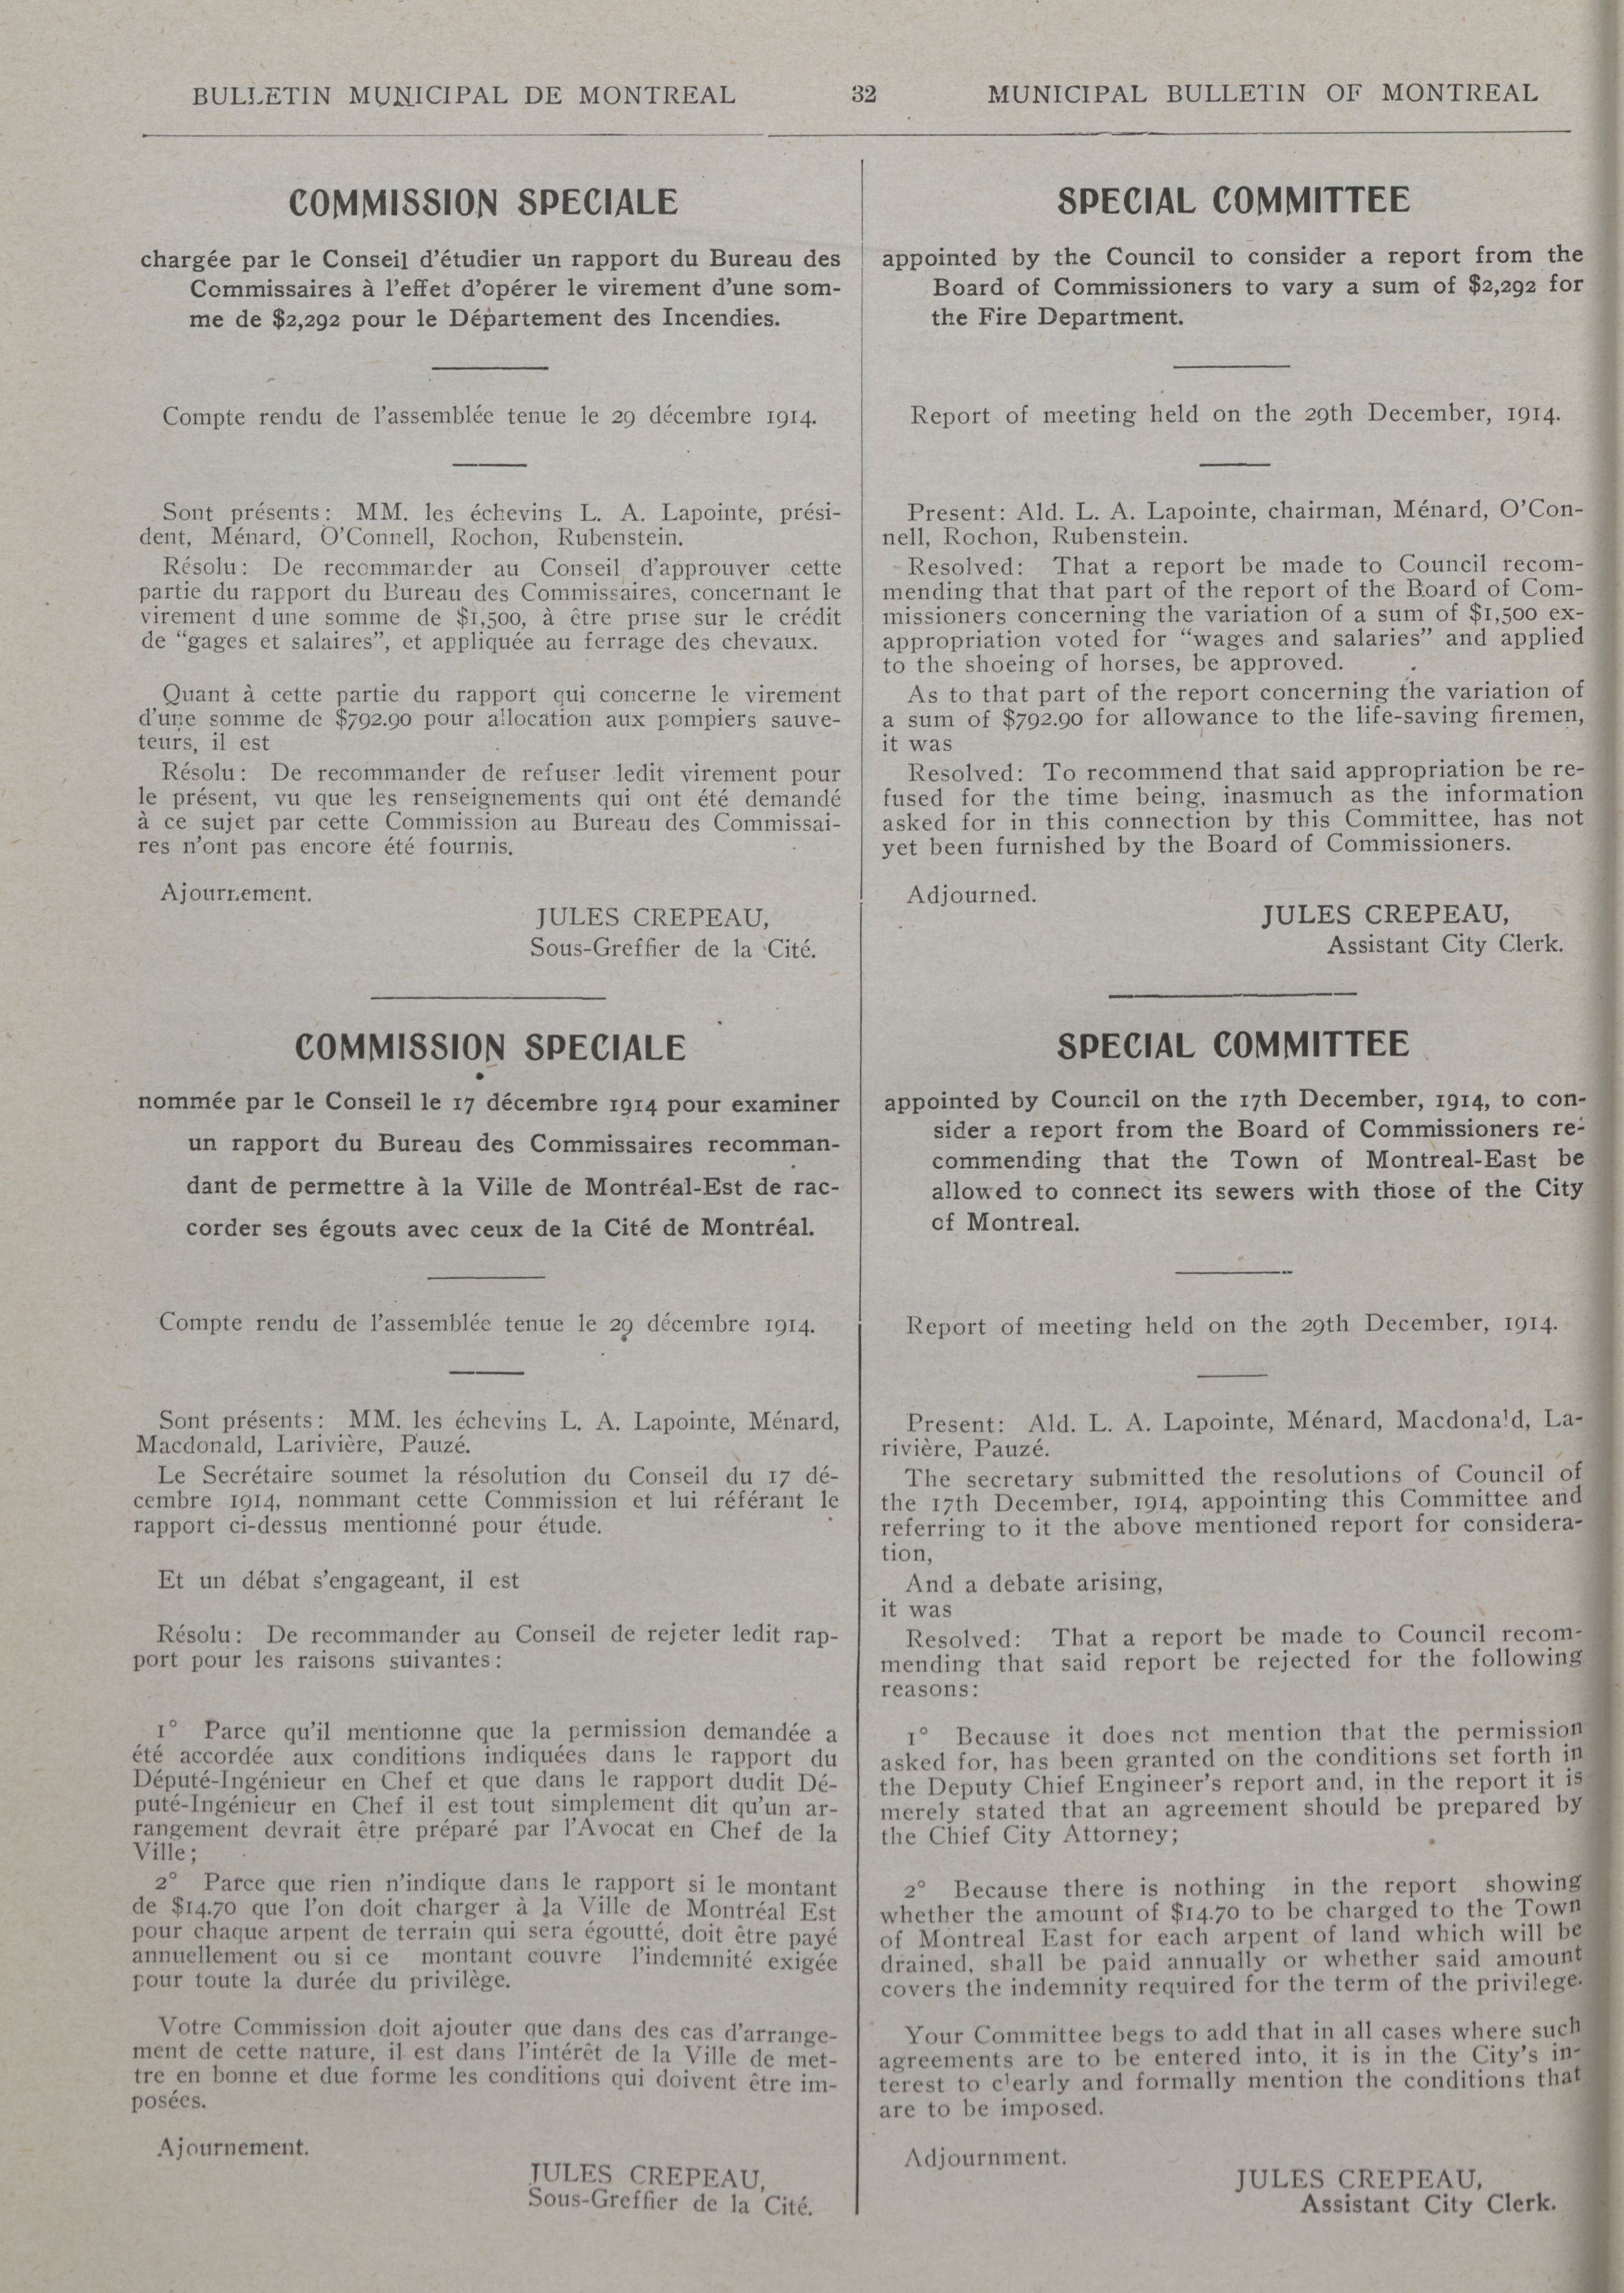 BULLETIN MUNICIPAL DE MONTREAL 32 MUNICIPAL BULLETIN OF MONTREAL
COMMISSION SPECIALE
chargée par le Conseil d'étudier un rapport du Bureau des
Commissaires à l'effet d'opérer le virement d'une som-
me de $2,292 pour le Département des Incendies.
Compte rendu de l'assemblée tenue le 29 décembre 1914.
Sont présents: MM. les échevins L. A. Lapointe, prési-
dent, Ménard, O'Connell, Rochon, Rubenstein.
Résolu: De recommander au Conseil d'approuver cette
partie du rapport du Bureau des Commissaires, concernant le
virement d une somme de $1,500, à être prise sur le crédit
de "gages et salaires", et appliquée au ferrage des chevaux.
Quant à cette partie du rapport qui concerne le virement
d'une somme de $792.90 pour allocation aux pompiers sauve-
teurs, il est
Résolu: De recommander de refuser ledit virement pour
le présent, vu que les renseignements qui ont été demandé
à ce sujet par cette Commission au Bureau des Commissai-
res n'ont pas encore été fournis.
Ajournement.
JULES CREPEAU,
Sous-Greffier de la Cité.
COMMISSION SPECIALE
nommée par le Conseil le 17 décembre 1914 pour examiner
un rapport du Bureau des Commissaires recomman-
dant de permettre à la Ville de Montréal-Est de rac-
corder ses égouts avec ceux de la Cité de Montréal.
Compte rendu de l'assemblée tenue le 29 décembre 1914.
Sont présents: MM. les échevins L. A. Lapointe, Ménard,
Macdonald, Larivière, Pauzé.
Le Secrétaire soumet la résolution du Conseil du 17 dé-
cembre 1914, nommant cette Commission et lui référant le
rapport ci-dessus mentionné pour étude.
Et un débat s'engageant, il est
Résolu: De recommander au Conseil de rejeter ledit rap-
port pour les raisons suivantes:
1° Parce qu'il mentionne que la permission demandée a
été accordée aux conditions indiquées dans le rapport du
Député-Ingénieur en Chef et que dans le rapport dudit Dé-
puté-Ingénieur en Chef il est tout simplement dit qu'un ar-
rangement devrait être préparé par l'Avocat en Chef de la
Ville;
2° Parce que rien n'indique dans le rapport si le montant
de $14.70 que l'on doit charger à la Ville de Montréal Est
pour chaque arpent de terrain qui sera égoutté, doit être payé
annuellement ou si ce montant couvre l'indemnité exigée
pour toute la durée du privilège.
Votre Commission doit ajouter que dans des cas d'arrange-
ment de cette nature, il est dans l'intérêt de la Ville de met-
tre en bonne et due forme les conditions qui doivent être im-
posées.
Ajournement.
JULES CREPEAU,
Sous-Greffier de la Cité.
SPECIAL COMMITTEE
appointed by the Council to consider a report from the
Board of Commissioners to vary a sum of $2,292 for
the Fire Department.
Report of meeting held on the 29th December, 1914.
Present: Ald. L. A. Lapointe, chairman, Ménard, O'Con-
nell, Rochon, Rubenstein.
Resolved: That a report be made to Council recom-
mending that that part of the report of the Board of Com-
missioners concerning the variation of a sum of $1,500 ex-
appropriation voted for "wages and salaries" and applied
to the shoeing of horses, be approved.
As to that part of the report concerning the variation of
a sum of $792.90 for allowance to the life-saving firemen,
it was
Resolved: To recommend that said appropriation be re-
fused for the time being, inasmuch as the information
asked for in this connection by this Committee, has not
yet been furnished by the Board of Commissioners.
Adjourned.
JULES CREPEAU,
Assistant City Clerk.
SPECIAL COMMITTEE
appointed by Council on the 17th December, 1914, to con-
sider a report from the Board of Commissioners re-
commending that the Town of Montreal-East be
allowed to connect its sewers with those of the City
of Montreal.
Report of meeting held on the 29th December, 1914.
Present: Ald. L. A. Lapointe, Ménard, Macdonald, La-
rivière, Pauzé.
The secretary submitted the resolutions of Council of
the 17th December, 1914, appointing this Committee and
referring to it the above mentioned report for considera-
tion,
And a debate arising,
it was
Resolved: That a report be made to Council recom-
mending that said report be rejected for the following
reasons:
1° Because it does not mention that the permission
asked for, has been granted on the conditions set forth in
the Deputy Chief Engineer's report and, in the report it is
merely stated that an agreement should be prepared by
the Chief City Attorney;
2° Because there is nothing in the report showing
whether the amount of $14.70 to be charged to the Town
of Montreal East for each arpent of land which will be
drained, shall be paid annually or whether said amount
covers the indemnity required for the term of the privilege.
Your Committee begs to add that in all cases where such
agreements are to be entered into, it is in the City's in-
terest to clearly and formally mention the conditions that
are to be imposed.
Adjournment.
JULES CREPEAU,
Assistant City Clerk.